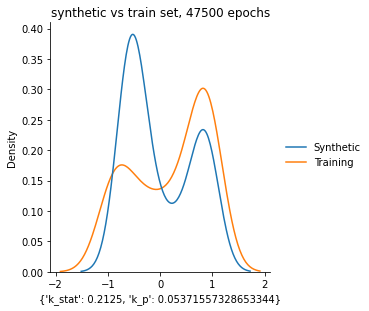 synthetic vs train set, 47500 epochs
0.40
0.35
0.30
0.25
0.20
0.15
0.10
0.05
0.00
Density
−2
−1
0
1
2
{'k_stat': 0.2125, 'k_p': 0.05371557328653344}
Synthetic
Training